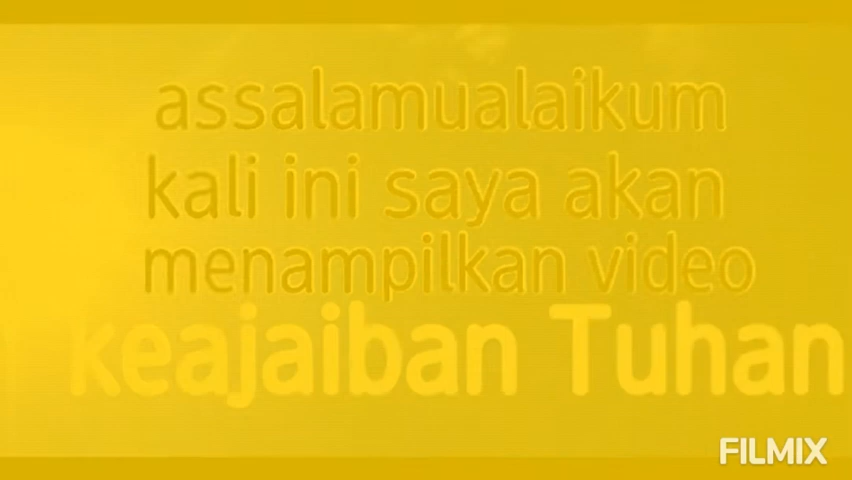 assalamualaikum
kali ini saya akan
menampilkan video
keajaiban Tuhan
FILMIX